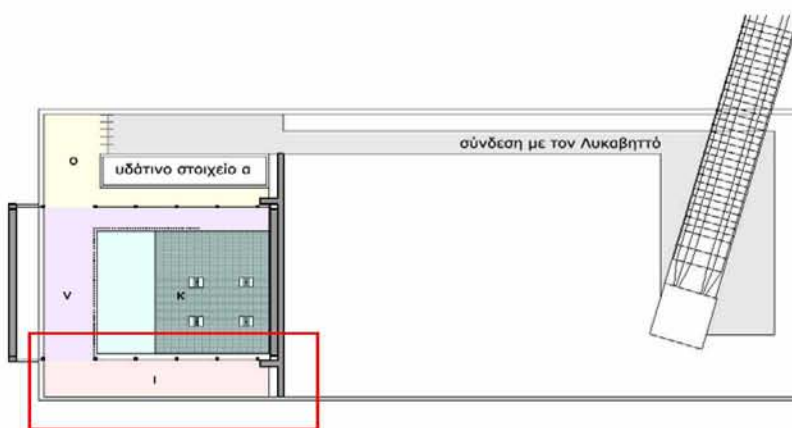 σύνδεση με τον Λυκαβηττό
O
υδάτινο στοιχείο α
V
K
I